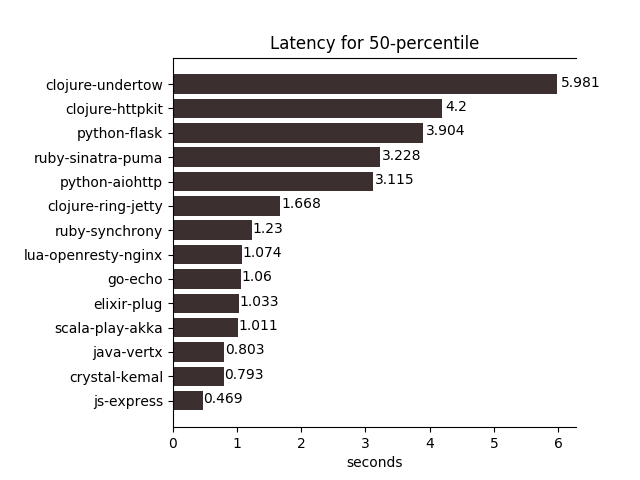 Latency for 50-percentile
clojure-undertow 5.981
clojure-httpkit 4.2
python-flask 3.904
ruby-sinatra-puma 3.228
python-aiohttp 3.115
clojure-ring-jetty 1.668
ruby-synchrony 1.23
lua-openresty-nginx 1.074
go-echo 1.06
elixir-plug 1.033
scala-play-akka 1.011
java-vertx 0.803
crystal-kemal 0.793
js-express 0.469
0 1 2 3 4 5 6
seconds